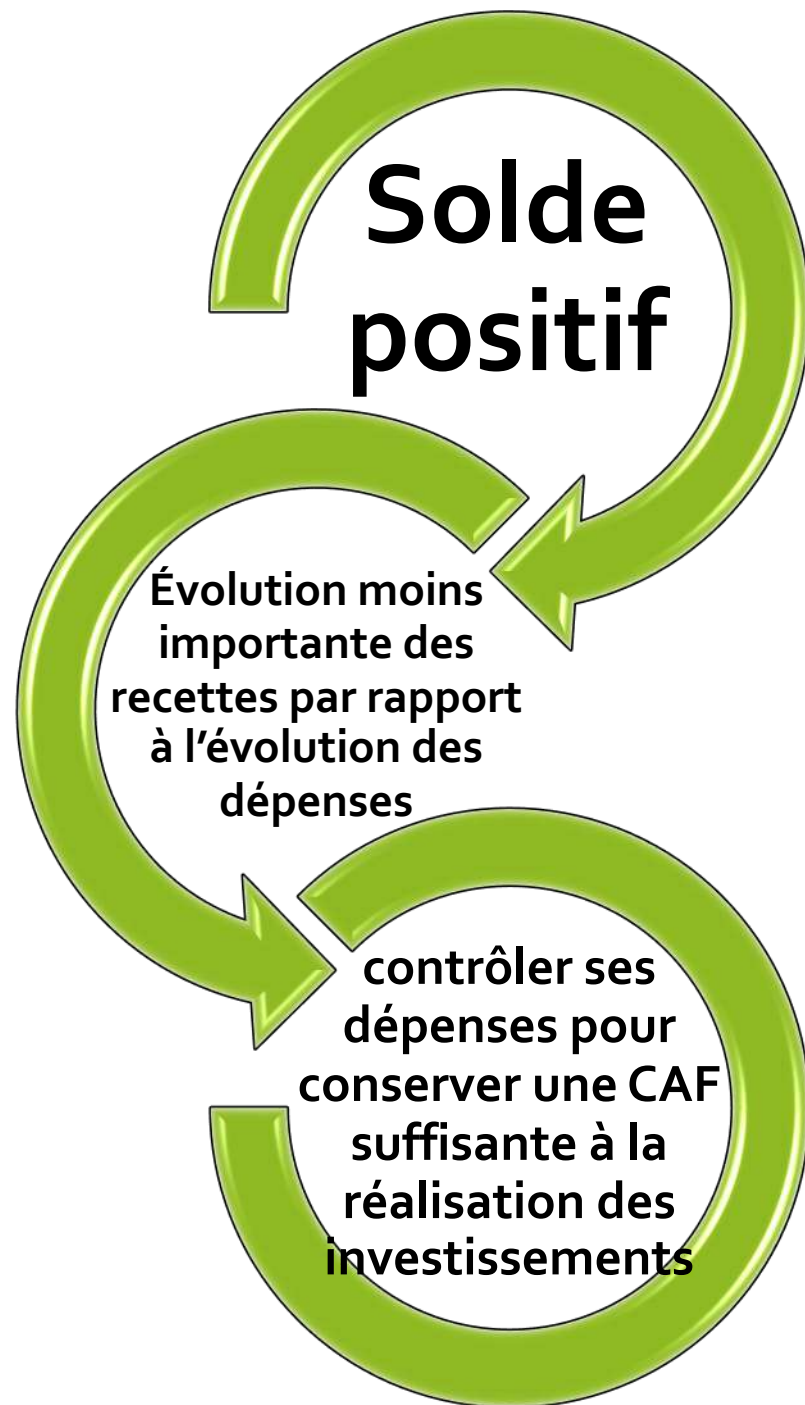 Solde
positif
Évolution moins
importante des
recettes par rapport
à l’évolution des
dépenses
contrôler ses
dépenses pour
conserver une CAF
suffisante à la
réalisation des
investissements